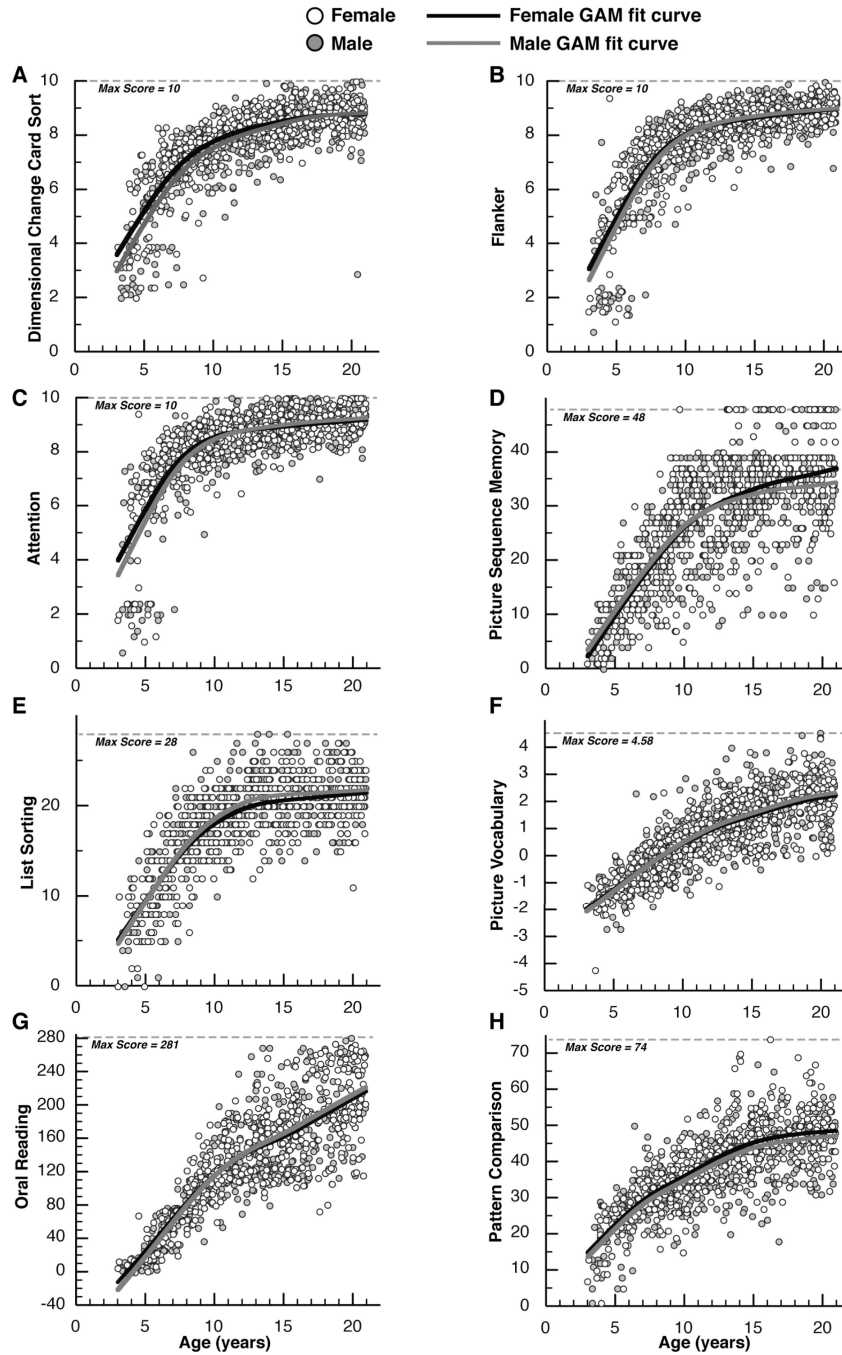 Female
Female GAM fit curve
Male
Male GAM fit curve
A
Dimensional Change Card Sort
Max Score = 10
10
8
6
4
2
0
0 5 10 15 20
B
Flanker
Max Score = 10
10
8
6
4
2
0
0 5 10 15 20
C
Attention
Max Score = 10
10
8
6
4
2
0
0 5 10 15 20
D
Picture Sequence Memory
Max Score = 48
40
30
20
10
0
0 5 10 15 20
E
List Sorting
Max Score = 28
20
10
0
0 5 10 15 20
F
Picture Vocabulary
Max Score = 4.58
4
3
2
1
0
-1
-2
-3
-4
-5
0 5 10 15 20
G
Oral Reading
Max Score = 281
280
240
200
160
120
80
40
0
-40
0 5 10 15 20
Age (years)
H
Pattern Comparison
Max Score = 74
70
60
50
40
30
20
10
0
0 5 10 15 20
Age (years)